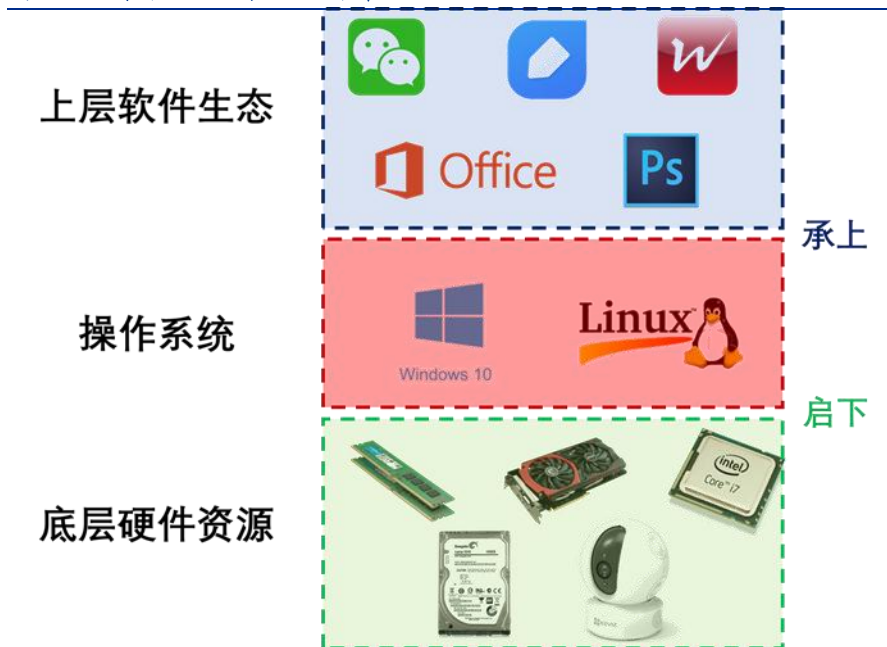 上层软件生态
Office
Ps
承上
操作系统
Linux
Windows 10
启下
intel
Core i7
底层硬件资源